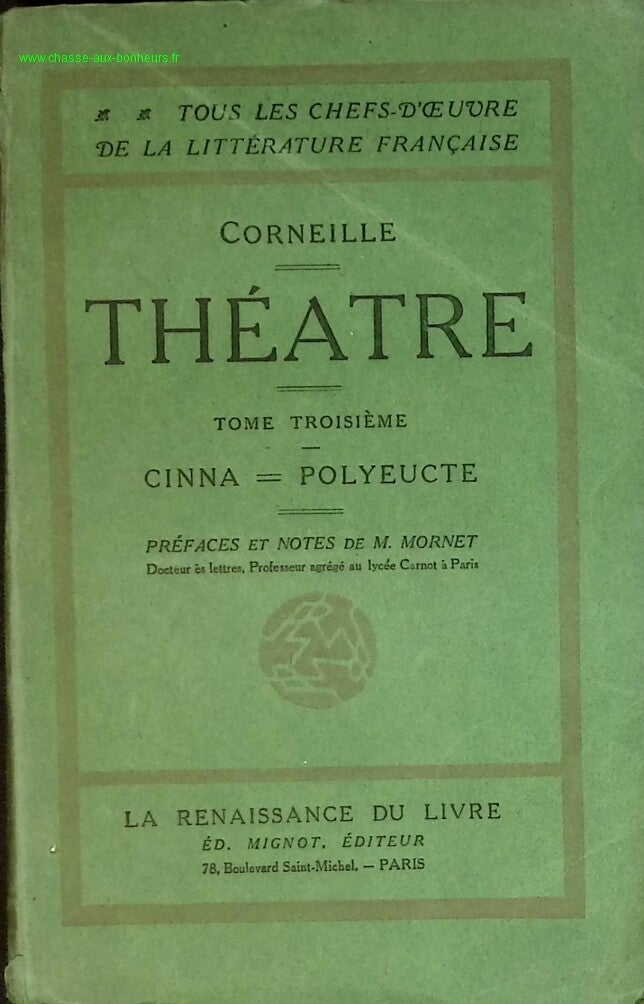 www.chasse-aux-bonheurs.fr
TOUS LES CHEFS-D'ŒUVRE
DE LA LITTÉRATURE FRANÇAISE
CORNEILLE
THÉATRE
TOME TROISIÈME
CINNA = POLYEUCTE
PRÉFACES ET NOTES DE M. MORNET
Docteur ès lettres, Professeur agrégé au lycée Carnot à Paris
LA RENAISSANCE DU LIVRE
ÉD. MIGNOT, ÉDITEUR
78, Boulevard Saint-Michel, — PARIS